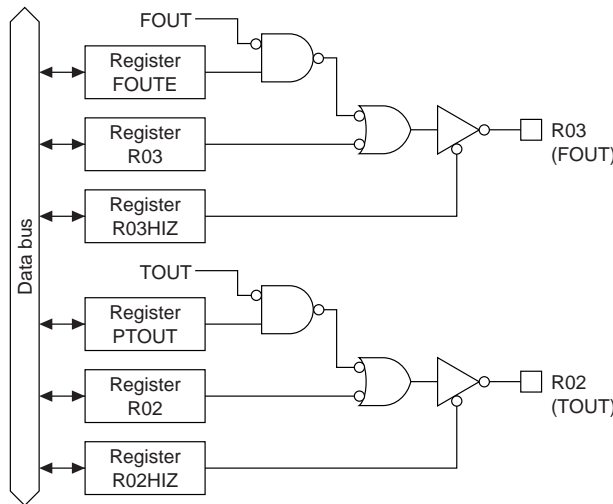 FOUT
Register
FOUTE
Register
R03
Register
R03HIZ
R03
(FOUT)
Data bus
TOUT
Register
PTOUT
Register
R02
Register
R02HIZ
R02
(TOUT)